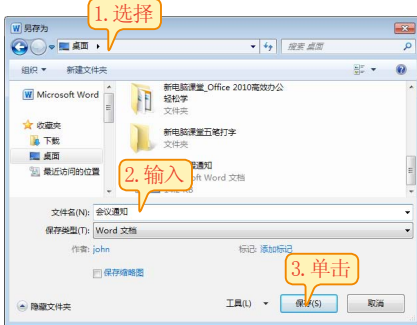 1.选择
另存为
桌面
搜索 桌面
组织
新建文件夹
Microsoft Word
收藏夹
下载
桌面
最近访问的位置
新电脑课堂_Office 2010高效办公
轻松学
文件夹
新电脑课堂五笔打字
文件夹
通知
oft Word 文档
2.输入
文件名(N): 会议通知
保存类型(T): Word 文档
作者: john
标记: 添加标记
保存缩略图
3.单击
隐藏文件夹
工具(L)
保存(S)
取消